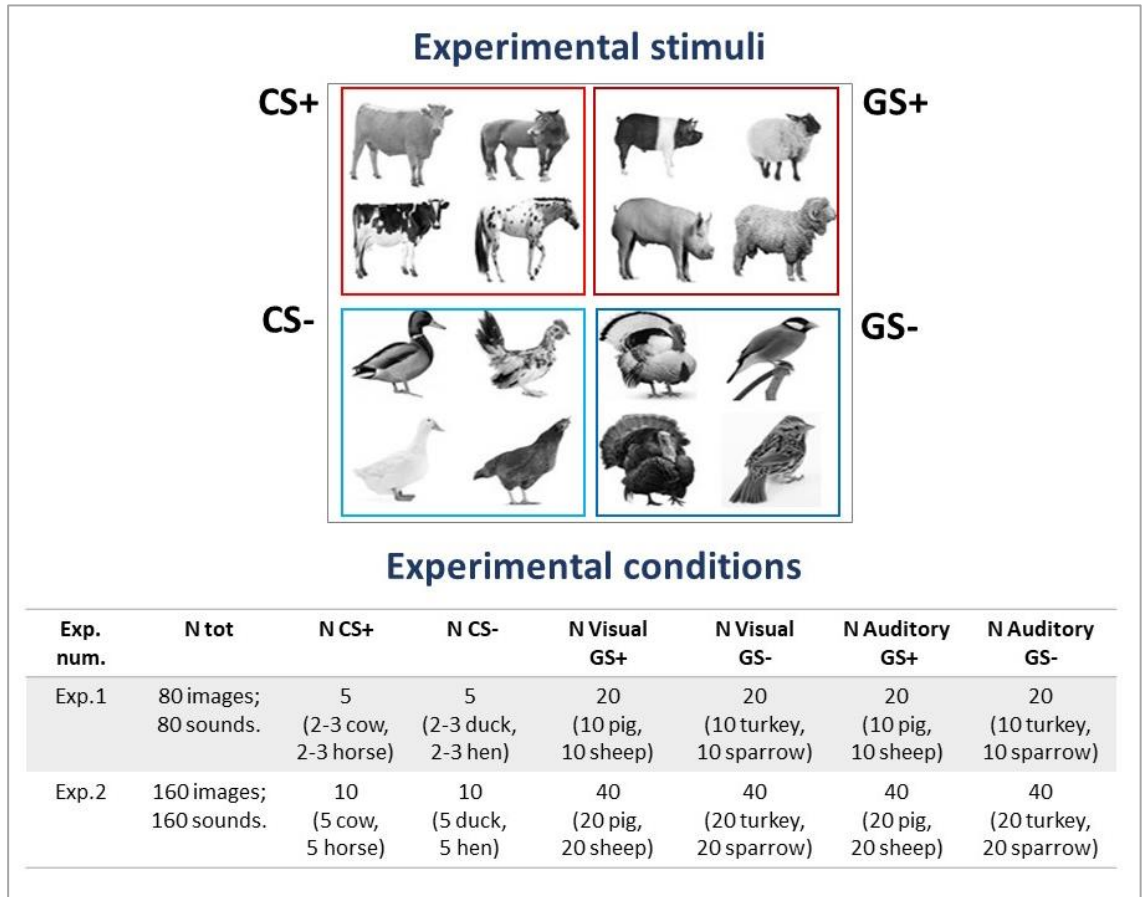 Experimental stimuli
CS+
GS+
CS-
GS-
Experimental conditions
Exp. num. N tot N CS+ N CS- N Visual GS+ N Visual GS- N Auditory GS+ N Auditory GS-
Exp.1 80 images; 5 5 20 20 20 20
80 sounds. (2-3 cow, (2-3 duck, (10 pig, (10 turkey, (10 pig, (10 turkey,
2-3 horse) 2-3 hen) 10 sheep) 10 sparrow) 10 sheep) 10 sparrow)
Exp.2 160 images; 10 10 40 40 40 40
160 sounds. (5 cow, (5 duck, (20 pig, (20 turkey, (20 pig, (20 turkey,
5 horse) 5 hen) 20 sheep) 20 sparrow) 20 sheep) 20 sparrow)